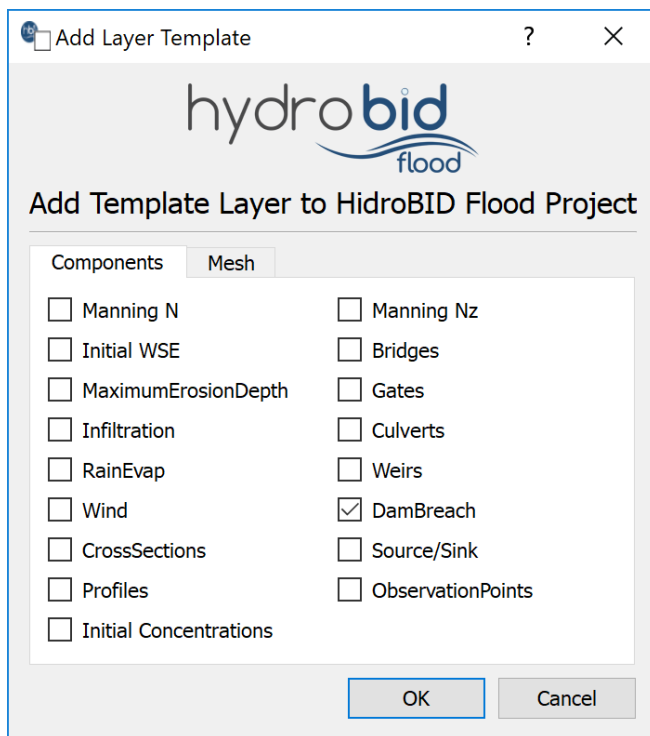 Add Layer Template
?
hydrobid
flood
Add Template Layer to HidroBID Flood Project
Components Mesh
Manning N Manning Nz
Initial WSE Bridges
MaximumErosionDepth Gates
Infiltration Culverts
RainEvap Weirs
Wind DamBreach
CrossSections Source/Sink
Profiles ObservationPoints
Initial Concentrations
OK Cancel